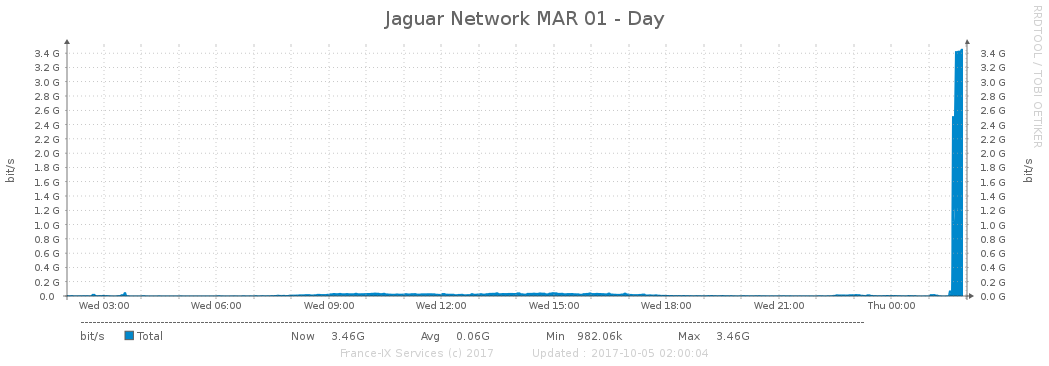 Jaguar Network MAR 01 - Day
RRDTOOL / TOBI OETIKER
bit/s
bit/s
3.4 G 3.4 G
3.2 G 3.2 G
3.0 G 3.0 G
2.8 G 2.8 G
2.6 G 2.6 G
2.4 G 2.4 G
2.2 G 2.2 G
2.0 G 2.0 G
1.8 G 1.8 G
1.6 G 1.6 G
1.4 G 1.4 G
1.2 G 1.2 G
1.0 G 1.0 G
0.8 G 0.8 G
0.6 G 0.6 G
0.4 G 0.4 G
0.2 G 0.2 G
0.0 0.0 G
Wed 03:00 Wed 06:00 Wed 09:00 Wed 12:00 Wed 15:00 Wed 18:00 Wed 21:00 Thu 00:00
bit/s Total Now 3.46G Avg 0.06G Min 982.06k Max 3.46G
France-IX Services (c) 2017 Updated : 2017-10-05 02:00:04